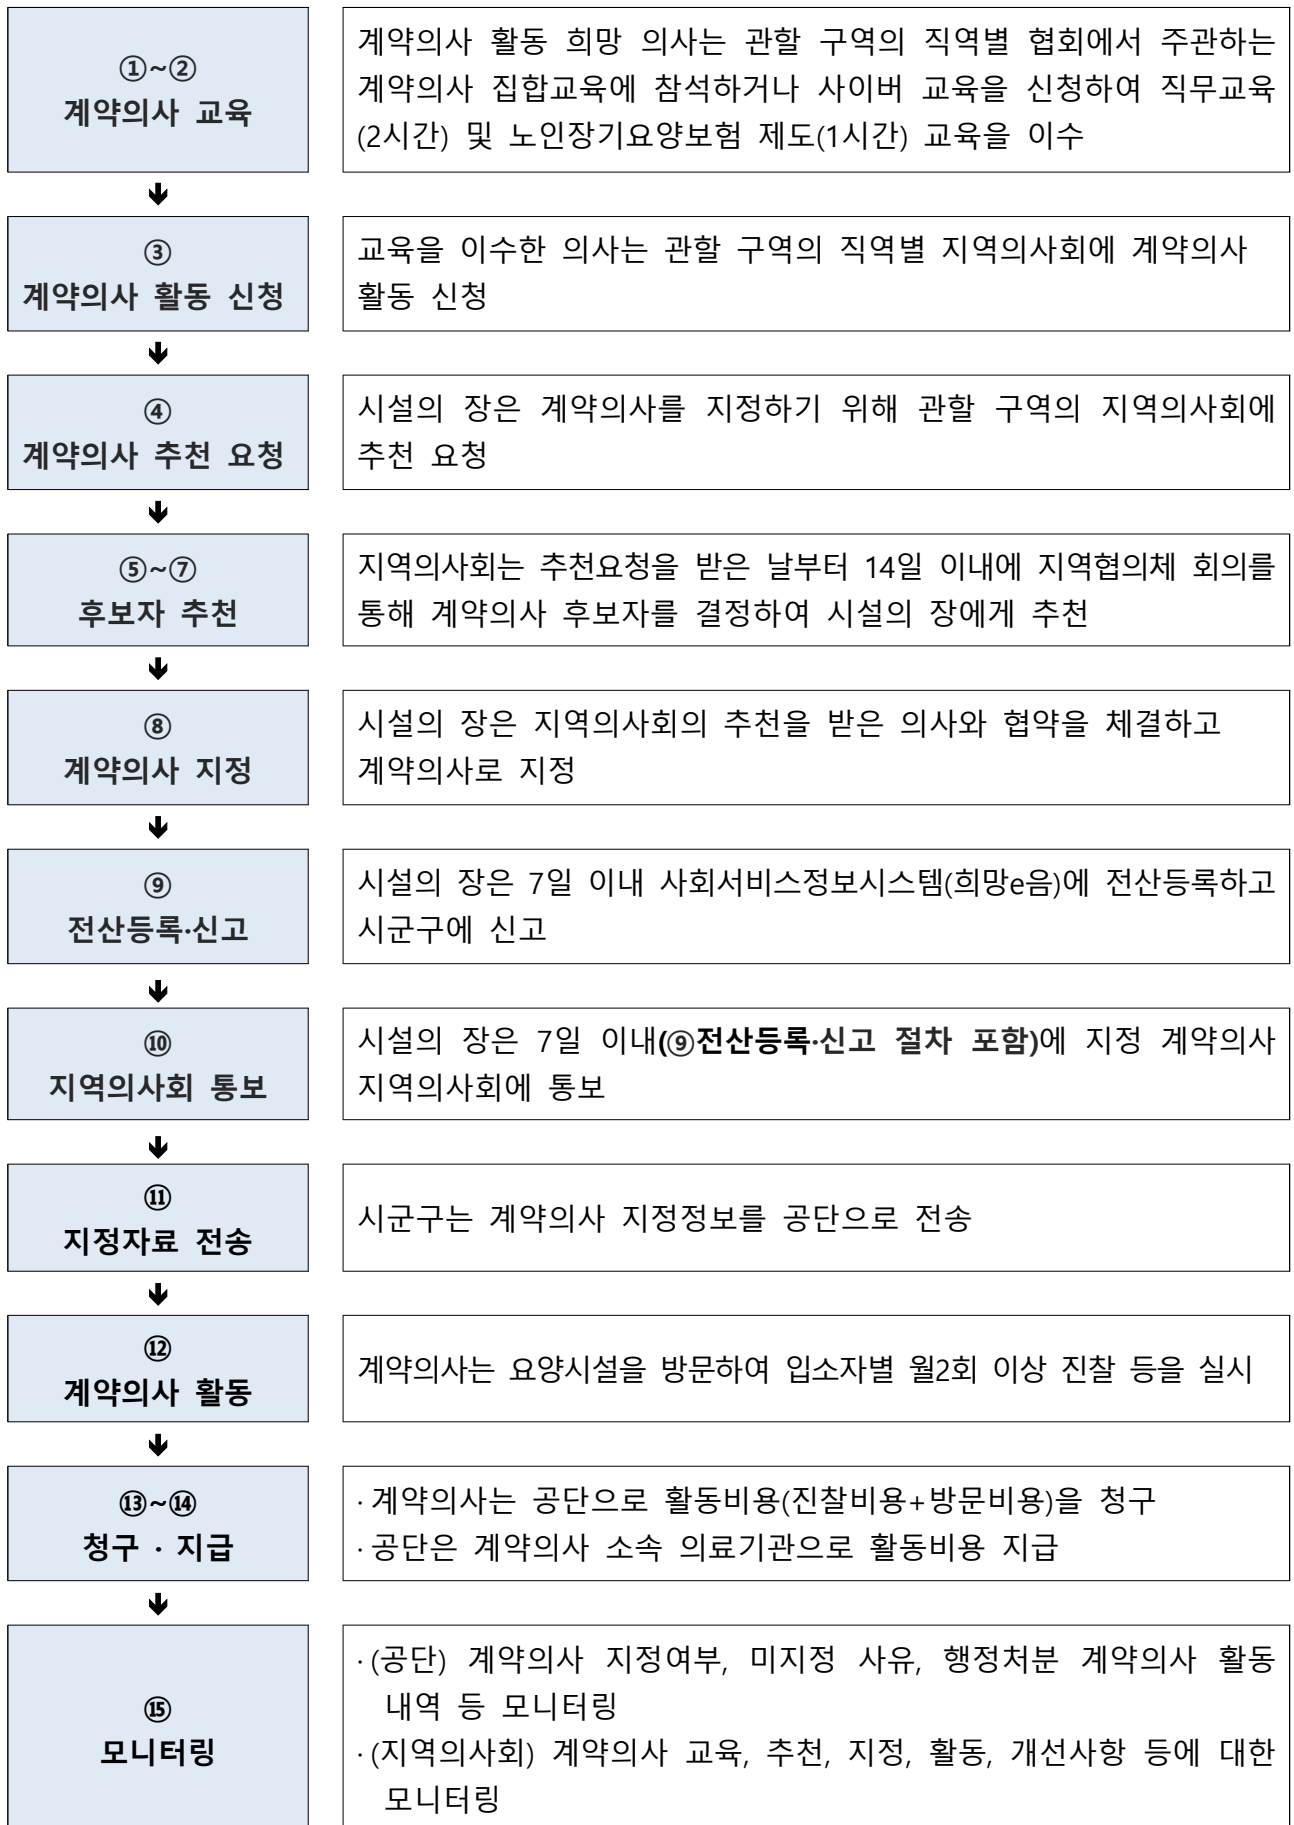 ①~②
계약의사 교육
계약의사 활동 희망 의사는 관할 구역의 직역별 협회에서 주관하는
계약의사 집합교육에 참석하거나 사이버 교육을 신청하여 직무교육
(2시간) 및 노인장기요양보험 제도(1시간) 교육을 이수
③
계약의사 활동 신청
교육을 이수한 의사는 관할 구역의 직역별 지역의사회에 계약의사
활동 신청
④
계약의사 추천 요청
시설의 장은 계약의사를 지정하기 위해 관할 구역의 지역의사회에
추천 요청
⑤~⑦
후보자 추천
지역의사회는 추천요청을 받은 날부터 14일 이내에 지역협의체 회의를
통해 계약의사 후보자를 결정하여 시설의 장에게 추천
⑧
계약의사 지정
시설의 장은 지역의사회의 추천을 받은 의사와 협약을 체결하고
계약의사로 지정
⑨
전산등록·신고
시설의 장은 7일 이내 사회서비스정보시스템(희망e음)에 전산등록하고
시군구에 신고
⑩
지역의사회 통보
시설의 장은 7일 이내(⑨전산등록·신고 절차 포함)에 지정 계약의사
지역의사회에 통보
⑪
지정자료 전송
시군구는 계약의사 지정정보를 공단으로 전송
⑫
계약의사 활동
계약의사는 요양시설을 방문하여 입소자별 월2회 이상 진찰 등을 실시
⑬~⑭
청구 · 지급
· 계약의사는 공단으로 활동비용(진찰비용+방문비용)을 청구
· 공단은 계약의사 소속 의료기관으로 활동비용 지급
⑮
모니터링
· (공단) 계약의사 지정여부, 미지정 사유, 행정처분 계약의사 활동
내역 등 모니터링
· (지역의사회) 계약의사 교육, 추천, 지정, 활동, 개선사항 등에 대한
모니터링